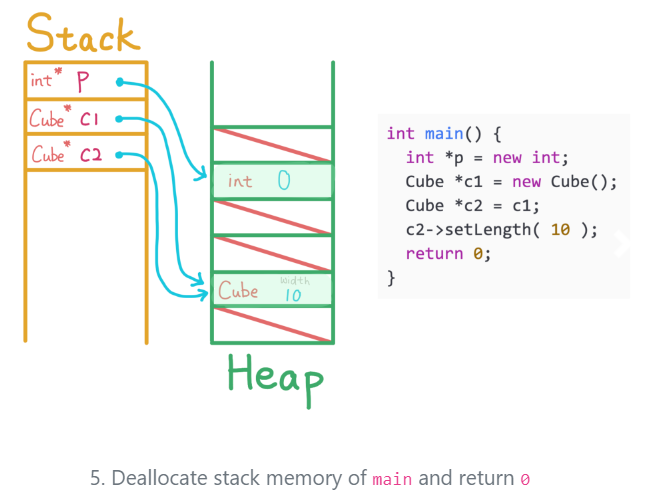 Stack
int* p
Cube* c1
Cube* c2
int 0
Cube width 10
Heap
int main() {
  int *p = new int;
  Cube *c1 = new Cube();
  Cube *c2 = c1;
  c2->setLength( 10 );
  return 0;
}
5. Deallocate stack memory of main and return 0